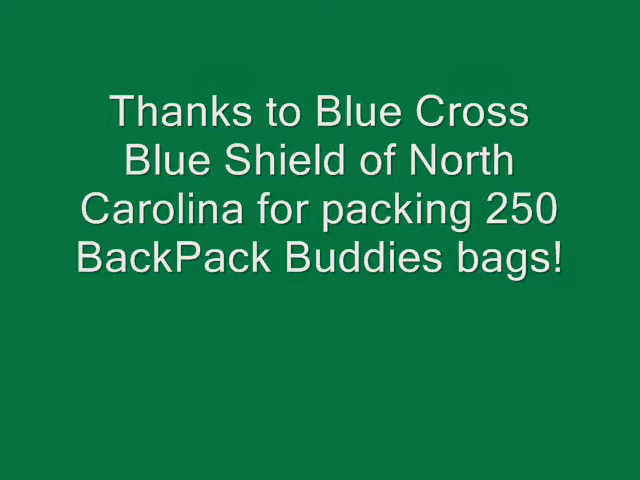 Thanks to Blue Cross
Blue Shield of North
Carolina for packing 250
BackPack Buddies bags!